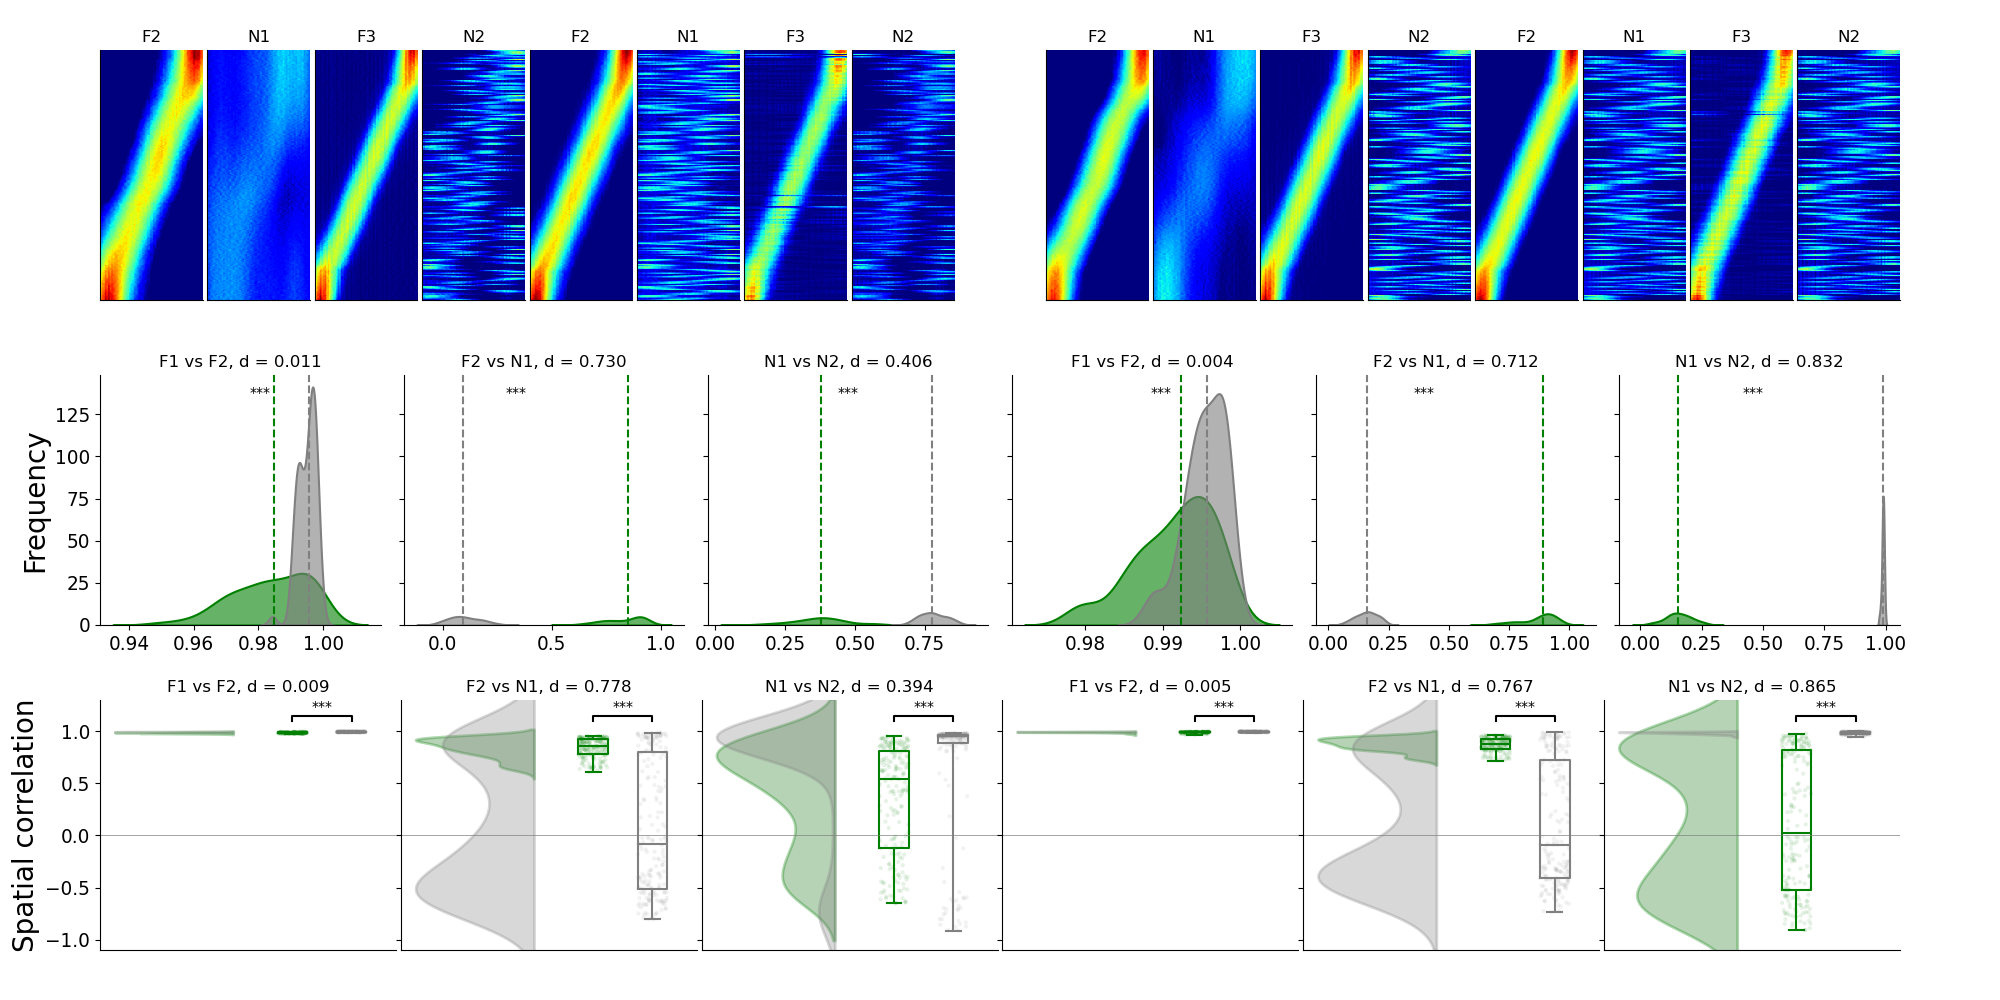 F2 N1 F3 N2 F2 N1 F3 N2 F2 N1 F3 N2 F2 N1 F3 N2
F1 vs F2, d = 0.011 F2 vs N1, d = 0.730 N1 vs N2, d = 0.406 F1 vs F2, d = 0.004 F2 vs N1, d = 0.712 N1 vs N2, d = 0.832
*** *** *** *** *** ***
Frequency
125
100
75
50
25
0
0.94 0.96 0.98 1.00 0.0 0.5 1.0 0.00 0.25 0.50 0.75 0.98 0.99 1.00 0.00 0.25 0.50 0.75 1.00 0.00 0.25 0.50 0.75 1.00
F1 vs F2, d = 0.009 F2 vs N1, d = 0.778 N1 vs N2, d = 0.394 F1 vs F2, d = 0.005 F2 vs N1, d = 0.767 N1 vs N2, d = 0.865
*** *** *** *** *** ***
Spatial correlation
1.0
0.5
0.0
−0.5
−1.0